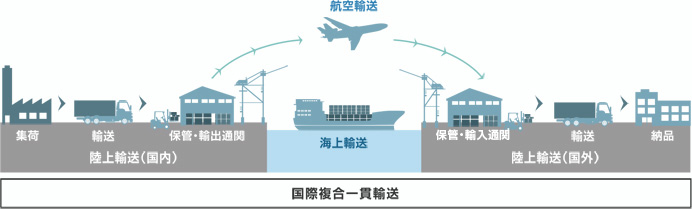 航空輸送
集荷
輸送
保管・輸出通関
海上輸送
保管・輸入通関
輸送
納品
陸上輸送（国内）
陸上輸送（国外）
国際複合一貫輸送